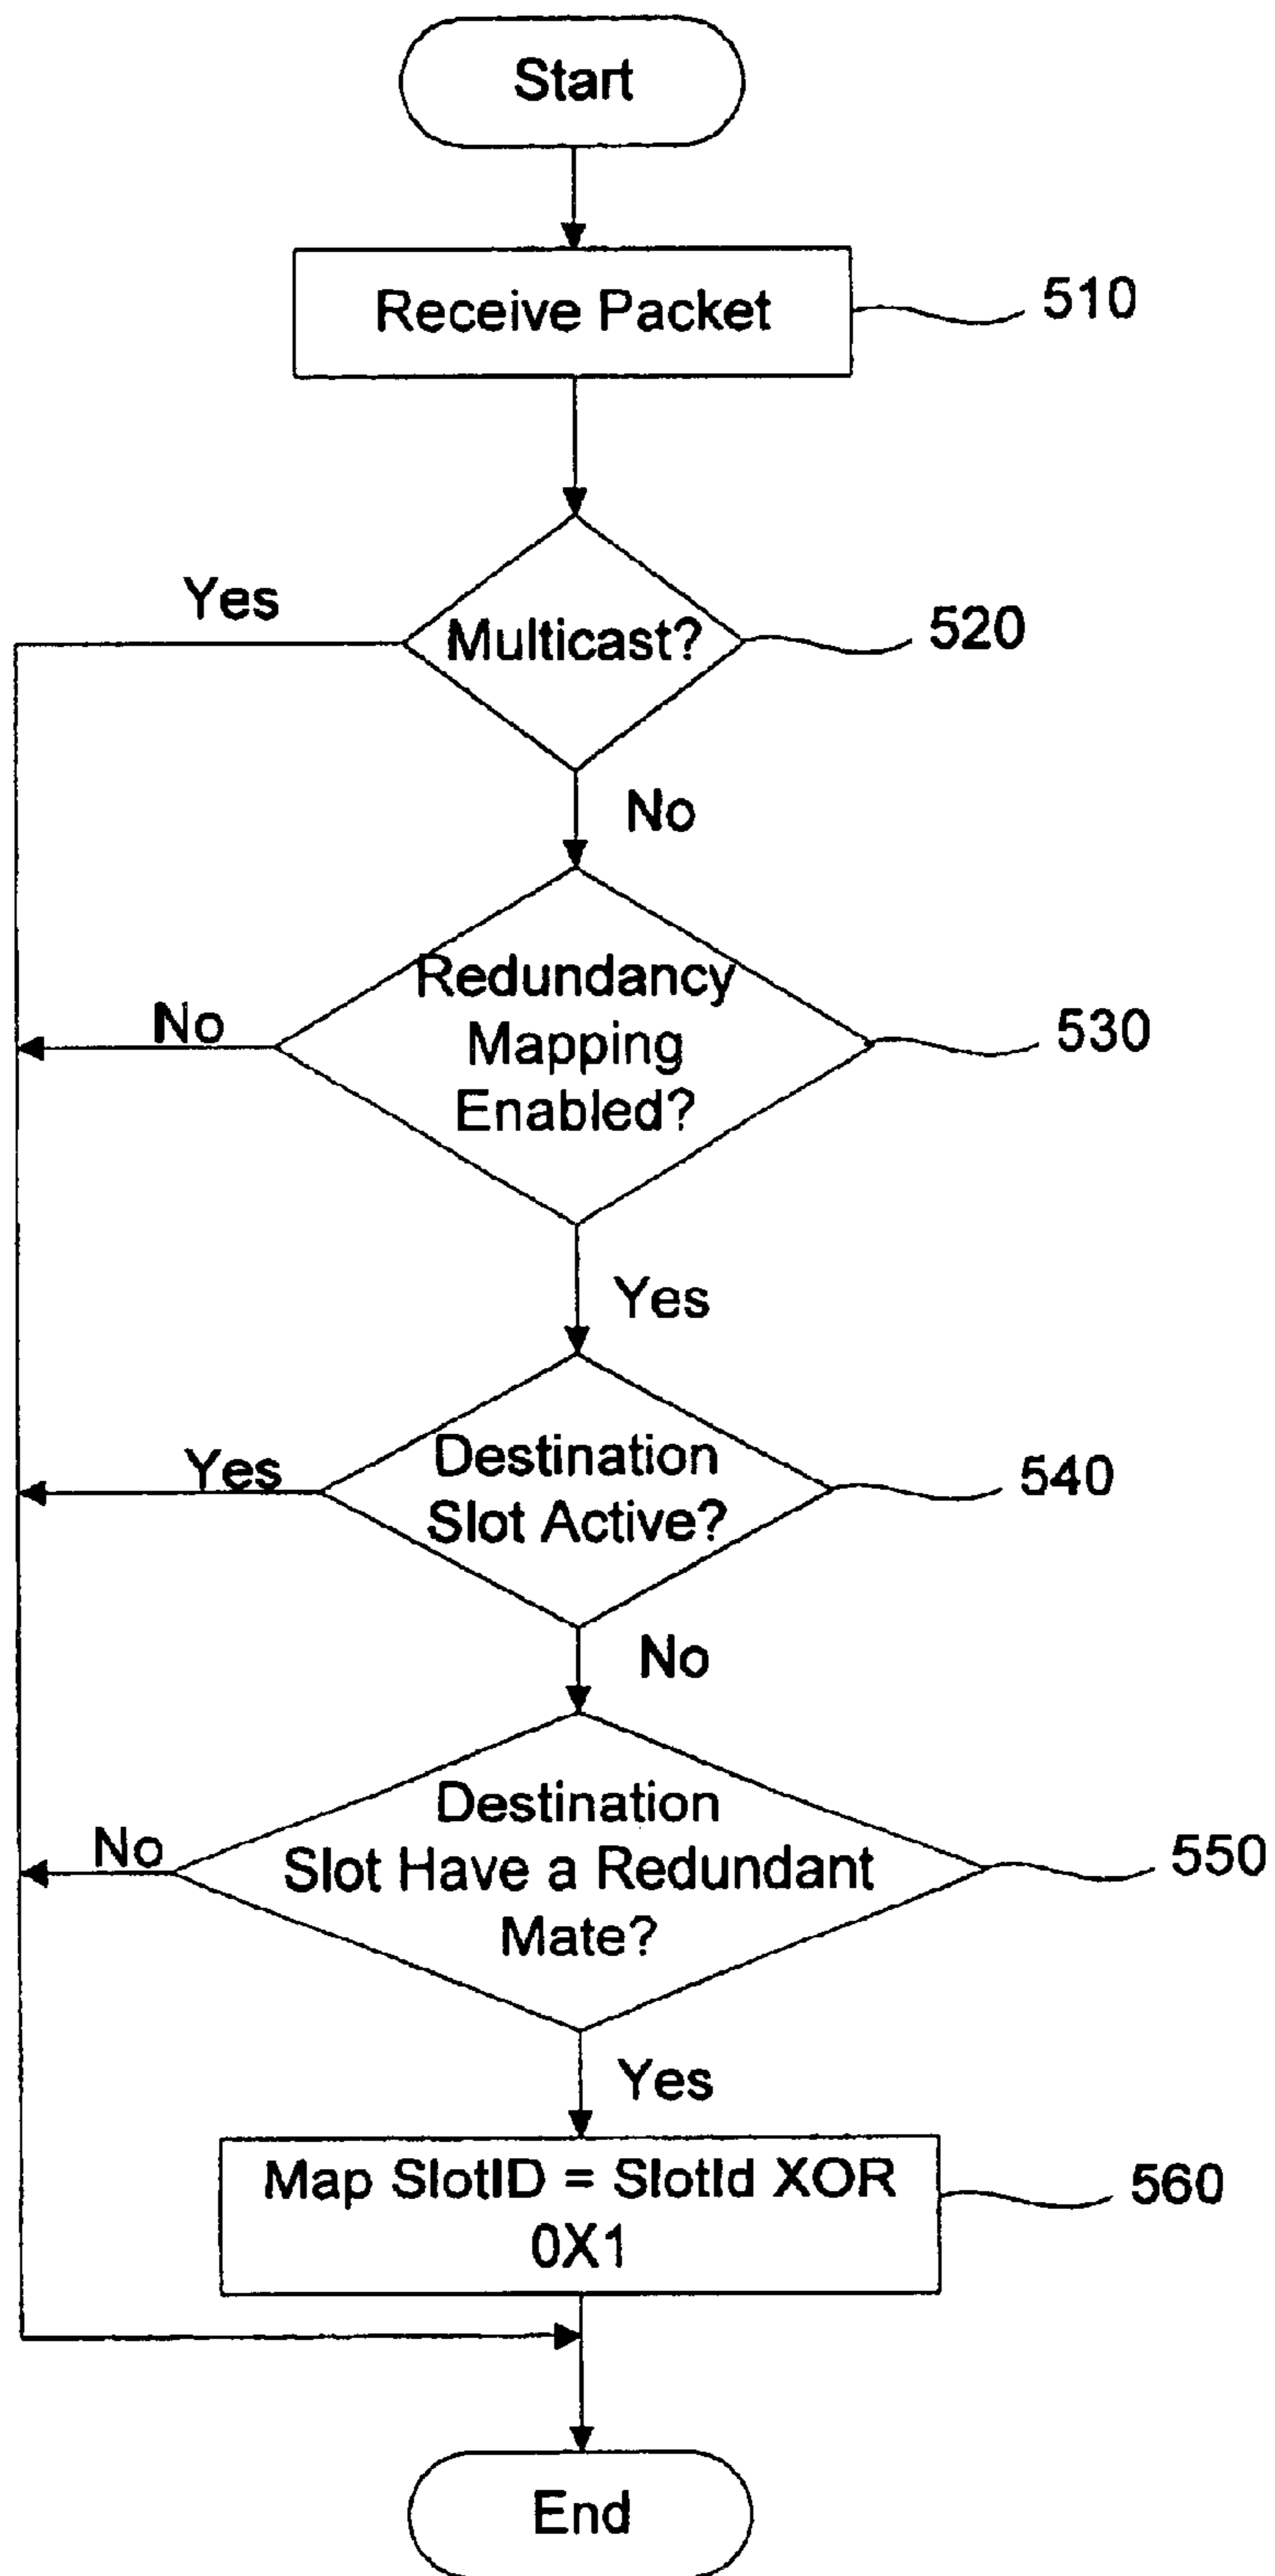 Start
Receive Packet
510
Yes
Multicast?
520
No
Redundancy
Mapping
Enabled?
No
530
Yes
Destination
Slot Active?
Yes
540
No
Destination
Slot Have a Redundant
Mate?
No
550
Yes
Map SlotID = SlotId XOR
0X1
560
End